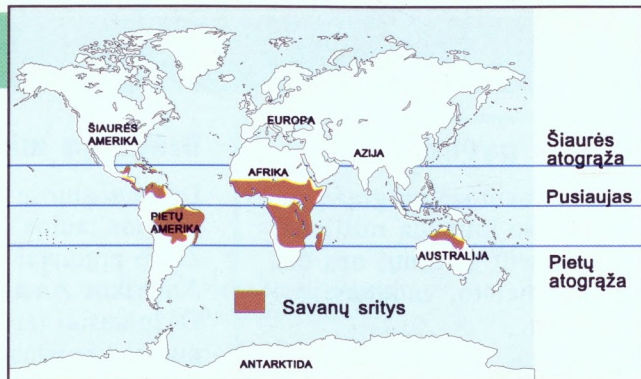 ŠIAURĖS
AMERIKA
EUROPA
AZIJA
AFRIKA
PIETŲ
AMERIKA
AUSTRALIJA
ANTARKTIDA
Šiaurės
atogrąža
Pusiaujas
Pietų
atogrąža
Savanų sritys